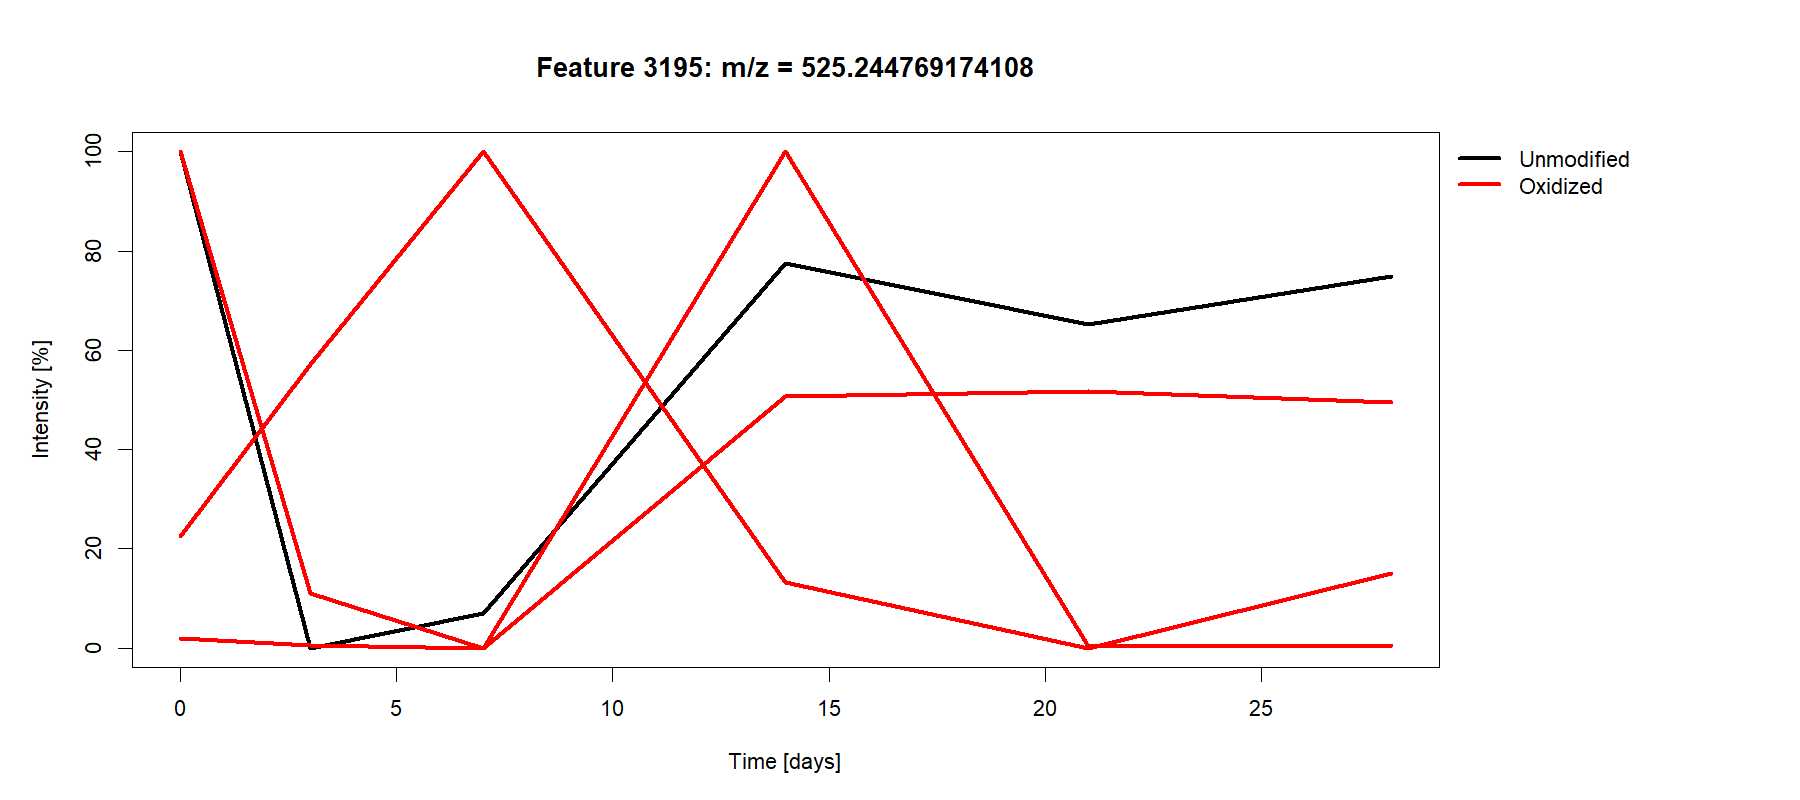 Feature 3195: m/z = 525.244769174108
Unmodified
Oxidized
100
80
60
40
20
0
Intensity [%]
0 5 10 15 20 25
Time [days]